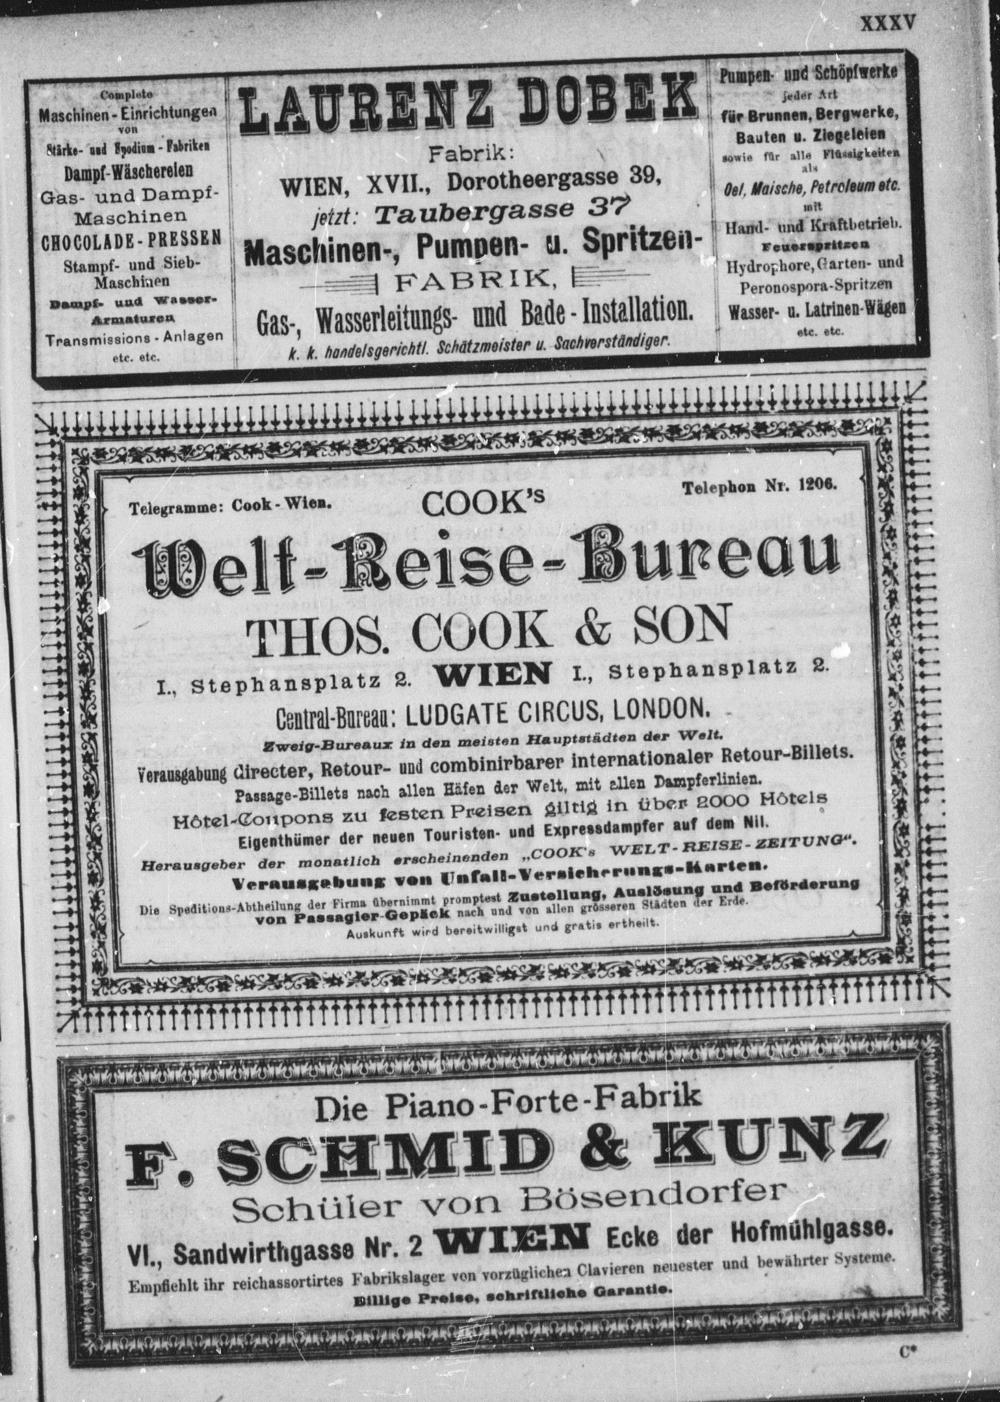 XXXV
Complete
Maschinen-Einrichtungen
von
Stärke- und Spodium-Fabriken
Dampf-Wäschereien
Gas- und Dampf-
Maschinen
CHOCOLADE-PRESSEN
Stampf- und Sieb-
Maschinen
Dampf- und Wasser-
Armaturen
Transmissions-Anlagen
etc. etc.
LAURENZ DOBEK
Fabrik:
WIEN, XVII., Dorotheergasse 39,
jetzt: Taubergasse 37
Maschinen-, Pumpen- u. Spritzen-
FABRIK,
Gas-, Wasserleitungs- und Bade-Installation.
k. k. handelsgerichtl. Schätzmeister u. Sachverständiger.
Pumpen- und Schöpfwerke
jeder Art
für Brunnen, Bergwerke,
Bauten u. Ziegeleien
sowie für alle Flüssigkeiten
als
Oel, Maische, Petroleum etc.
mit
Hand- und Kraftbetrieb.
Feuerspritzen
Hydrophore, Garten- und
Peronospora-Spritzen
Wasser- u. Latrinen-Wägen
etc. etc.
Telegramme: Cook-Wien.
COOK's
Telephon Nr. 1206.
Welt-Reise-Bureau
THOS. COOK & SON
I., Stephansplatz 2. WIEN I., Stephansplatz 2.
Central-Bureau: LUDGATE CIRCUS, LONDON.
Zweig-Bureaux in den meisten Hauptstädten der Welt.
Verausgabung directer, Retour- und combinirbarer internationaler Retour-Billets.
Passage-Billets nach allen Häfen der Welt, mit allen Dampferlinien.
Hôtel-Coupons zu festen Preisen giltig in über 2000 Hôtels
Eigenthümer der neuen Touristen- und Expressdampfer auf dem Nil.
Herausgeber der monatlich erscheinenden „COOK's WELT-REISE-ZEITUNG“.
Verausgabung von Unfall-Versicherungs-Karten.
Die Speditions-Abtheilung der Firma übernimmt promptest Zustellung, Auslösung und Beförderung
von Passagier-Gepäck nach und von allen grösseren Städten der Erde.
Auskunft wird bereitwilligst und gratis ertheilt.
Die Piano-Forte-Fabrik
F. SCHMID & KUNZ
Schüler von Bösendorfer
VI., Sandwirthgasse Nr. 2 WIEN Ecke der Hofmühlgasse.
Empfiehlt ihr reichassortirtes Fabrikslager von vorzüglichen Clavieren neuester und bewährter Systeme.
Billige Preise, schriftliche Garantie.
C*